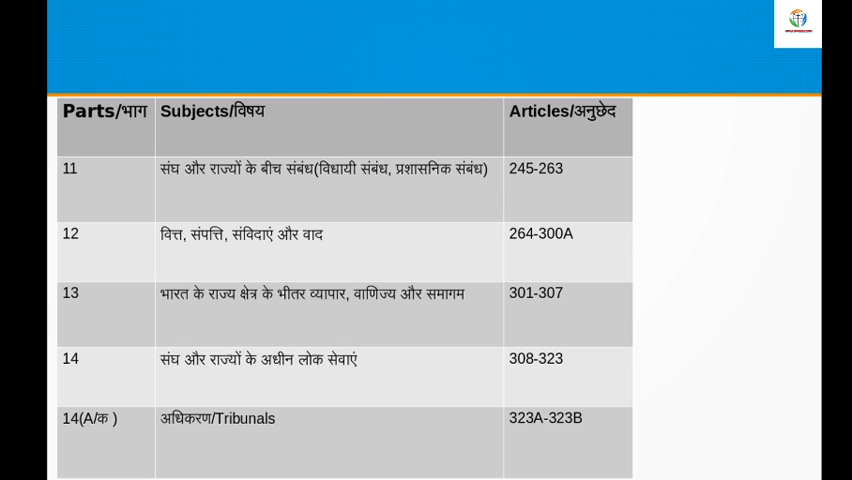 Parts/भाग Subjects/विषय Articles/अनुछेद
11 संघ और राज्यों के बीच संबंध(विधायी संबंध, प्रशासनिक संबंध) 245-263
12 वित्त, संपत्ति, संविदाएं और वाद 264-300A
13 भारत के राज्य क्षेत्र के भीतर व्यापार, वाणिज्य और समागम 301-307
14 संघ और राज्यों के अधीन लोक सेवाएं 308-323
14(A/क ) अधिकरण/Tribunals 323A-323B